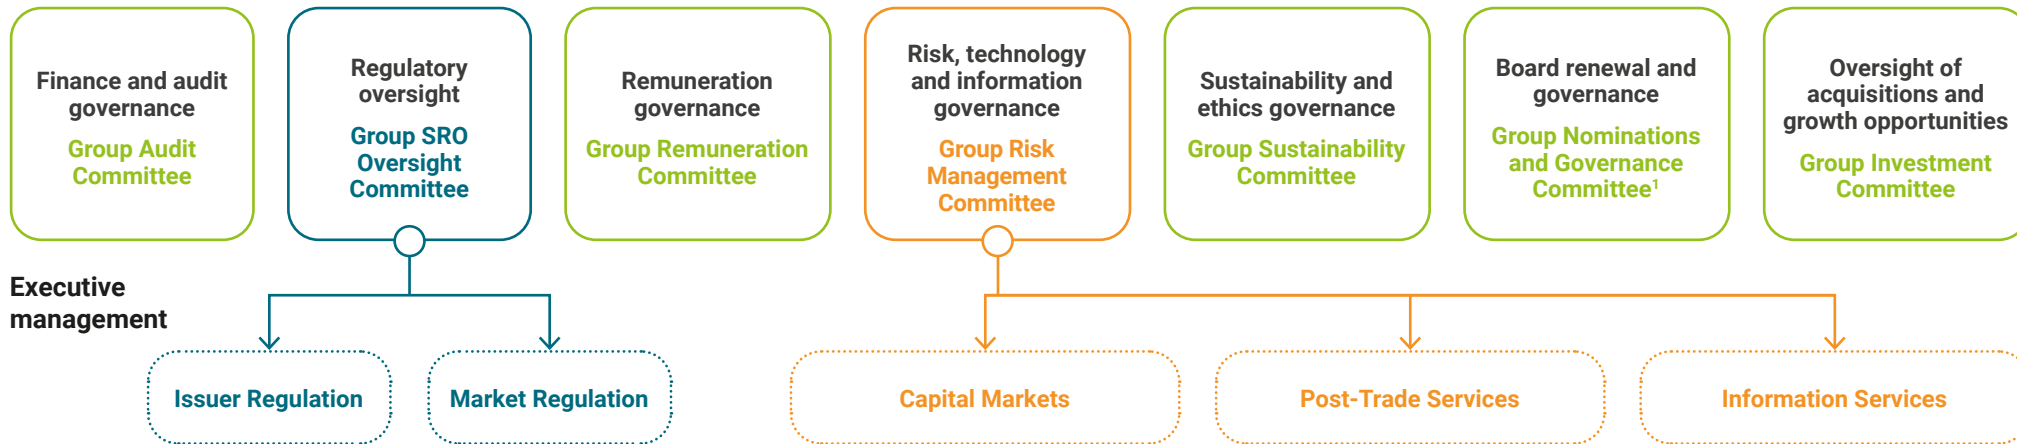 Finance and audit
governance
Group Audit
Committee
Regulatory
oversight
Group SRO
Oversight
Committee
Remuneration
governance
Group Remuneration
Committee
Risk, technology
and information
governance
Group Risk
Management
Committee
Sustainability and
ethics governance
Group Sustainability
Committee
Board renewal and
governance
Group Nominations
and Governance
Committee¹
Oversight of
acquisitions and
growth opportunities
Group Investment
Committee
Executive
management
Issuer Regulation
Market Regulation
Capital Markets
Post-Trade Services
Information Services